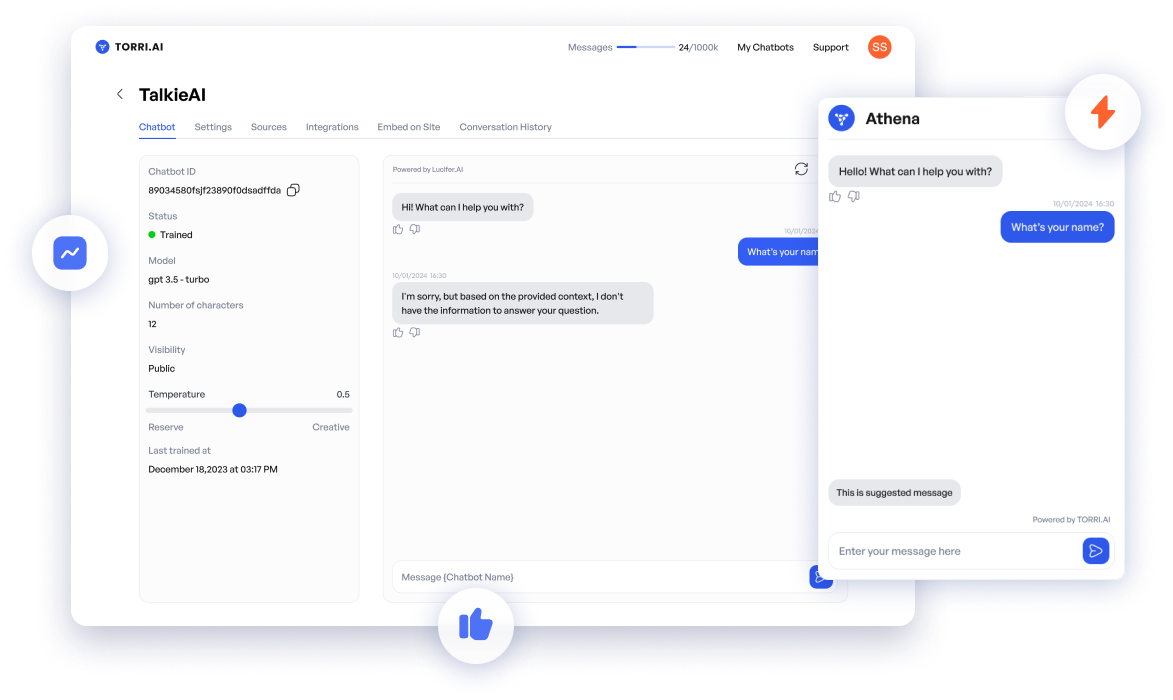 TORRI.AI
Messages 24/1000k My Chatbots Support SS
TalkieAI
Chatbot Settings Sources Integrations Embed on Site Conversation History
Chatbot ID
89034580fsjf23890f0dsadffda
Status
Trained
Model
gpt 3.5 - turbo
Number of characters
12
Visibility
Public
Temperature 0.5
Reserve Creative
Last trained at
December 18,2023 at 03:17 PM
Powered by Lucifer.AI
Hi! What can I help you with?
10/01/2024
What's your nam
10/01/2024 16:30
I'm sorry, but based on the provided context, I don't
have the information to answer your question.
Message {Chatbot Name}
Athena
Hello! What can I help you with?
10/01/2024 16:30
What's your name?
This is suggested message
Powered by TORRI.AI
Enter your message here